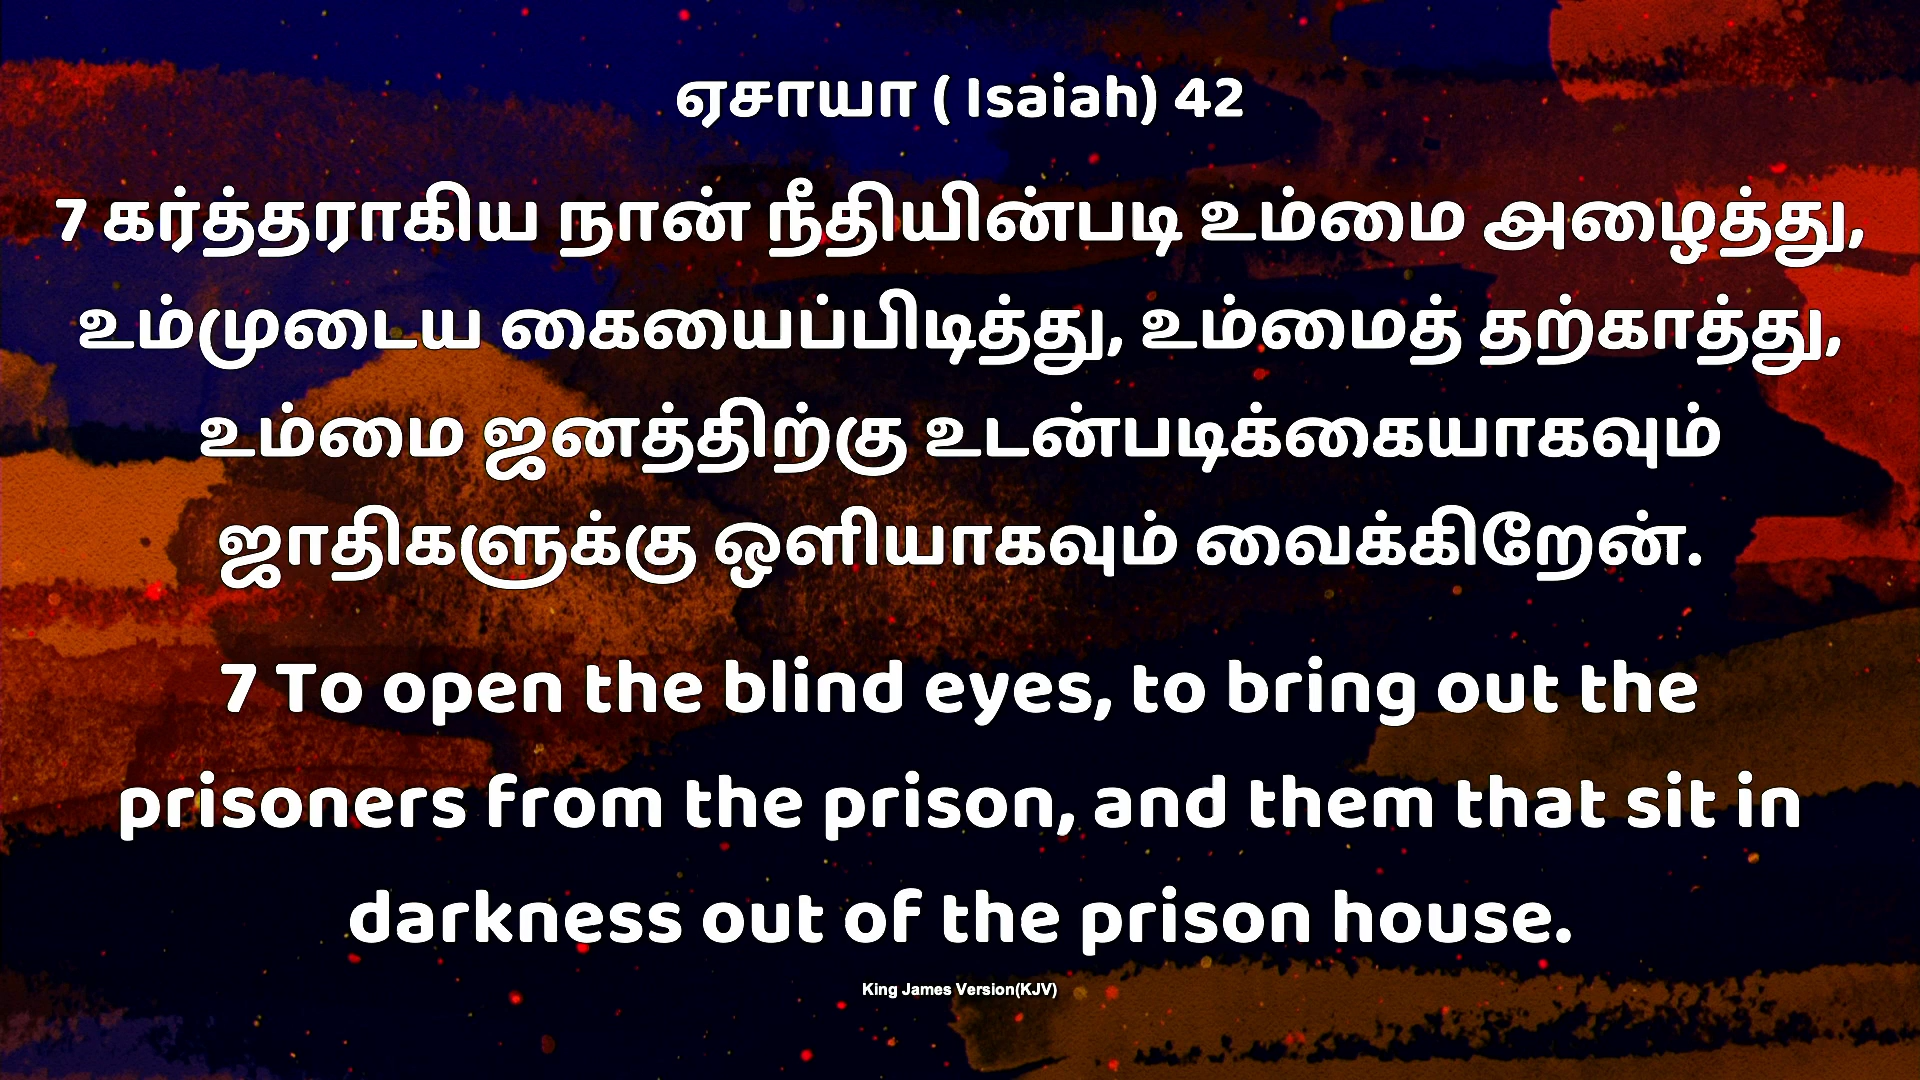 ஏசாயா ( Isaiah) 42
7 கர்த்தராகிய நான் நீதியின்படி உம்மை அழைத்து,
உம்முடைய கையைப்பிடித்து, உம்மைத் தற்காத்து,
உம்மை ஜனத்திற்கு உடன்படிக்கையாகவும்
ஜாதிகளுக்கு ஒளியாகவும் வைக்கிறேன்.
7 To open the blind eyes, to bring out the
prisoners from the prison, and them that sit in
darkness out of the prison house.
King James Version(KJV)